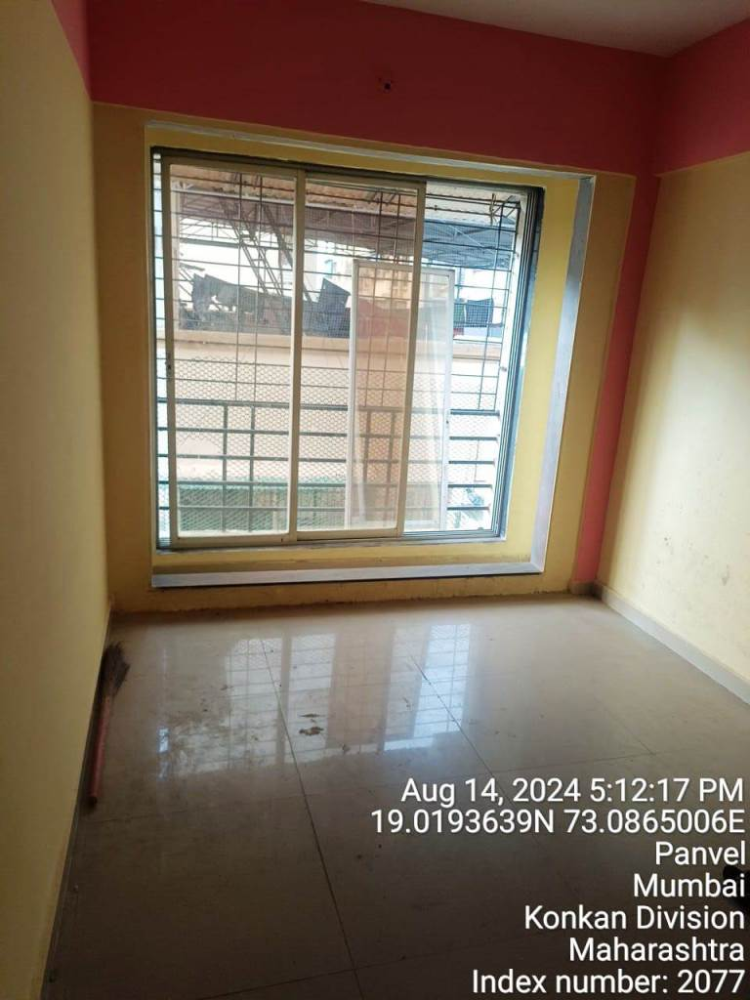 Aug 14, 2024 5:12:17 PM
19.0193639N 73.0865006E
Panvel
Mumbai
Konkan Division
Maharashtra
Index number: 2077